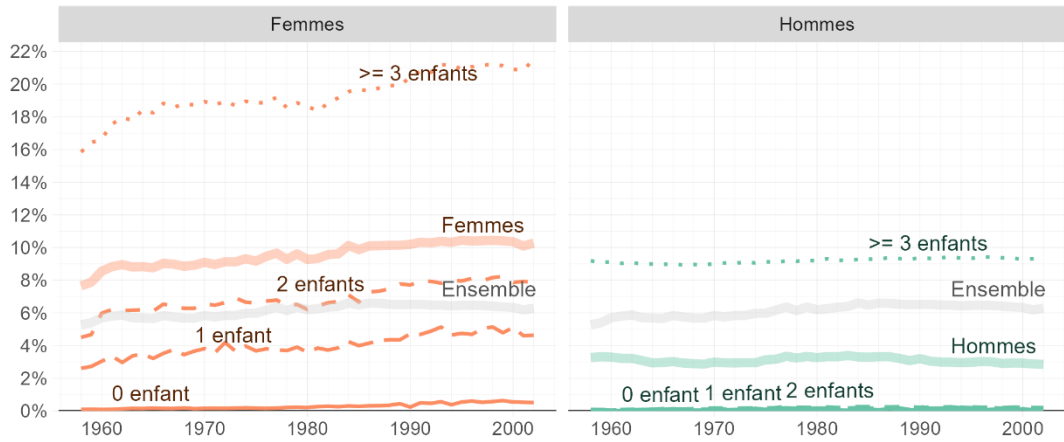 Femmes
Hommes
22%
20%
18%
16%
14%
12%
10%
8%
6%
4%
2%
0%
>= 3 enfants
Femmes
2 enfants
Ensemble
1 enfant
0 enfant
>= 3 enfants
Ensemble
Hommes
0 enfant 1 enfant 2 enfants
1960 1970 1980 1990 2000
1960 1970 1980 1990 2000